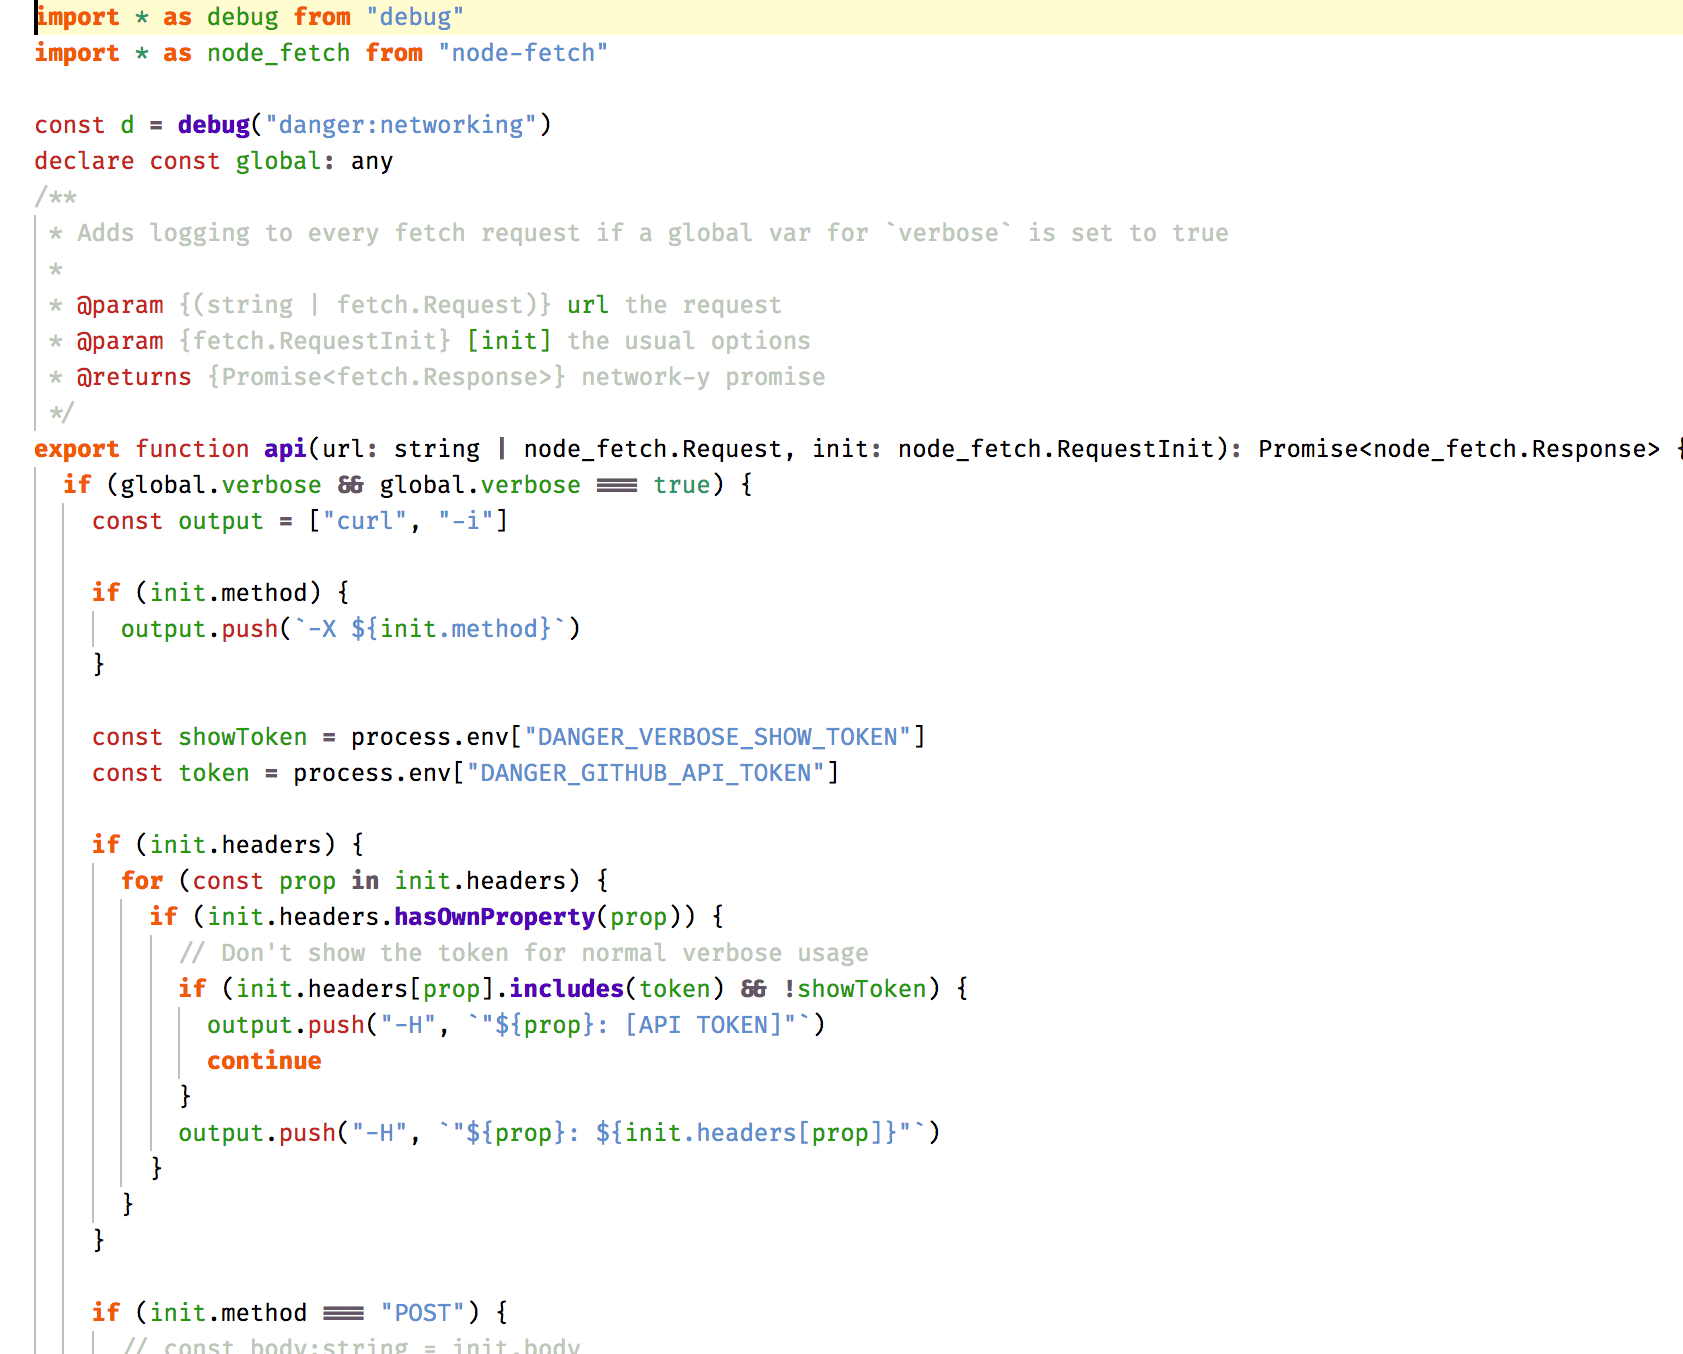 import * as debug from "debug"
import * as node_fetch from "node-fetch"
const d = debug("danger:networking")
declare const global: any
/**
* Adds logging to every fetch request if a global var for `verbose` is set to true
*
* @param {(string | fetch.Request)} url the request
* @param {fetch.RequestInit} [init] the usual options
* @returns {Promise<fetch.Response>} network-y promise
*/
export function api(url: string | node_fetch.Request, init: node_fetch.RequestInit): Promise<node_fetch.Response> {
if (global.verbose && global.verbose === true) {
const output = ["curl", "-i"]
if (init.method) {
output.push(`-X ${init.method}`)
}
const showToken = process.env["DANGER_VERBOSE_SHOW_TOKEN"]
const token = process.env["DANGER_GITHUB_API_TOKEN"]
if (init.headers) {
for (const prop in init.headers) {
if (init.headers.hasOwnProperty(prop)) {
// Don't show the token for normal verbose usage
if (init.headers[prop].includes(token) && !showToken) {
output.push("-H", `"${prop}: [API TOKEN]"`)
continue
}
output.push("-H", `"${prop}: ${init.headers[prop]}"`)
}
}
}
if (init.method === "POST") {
// const body:string = init.body